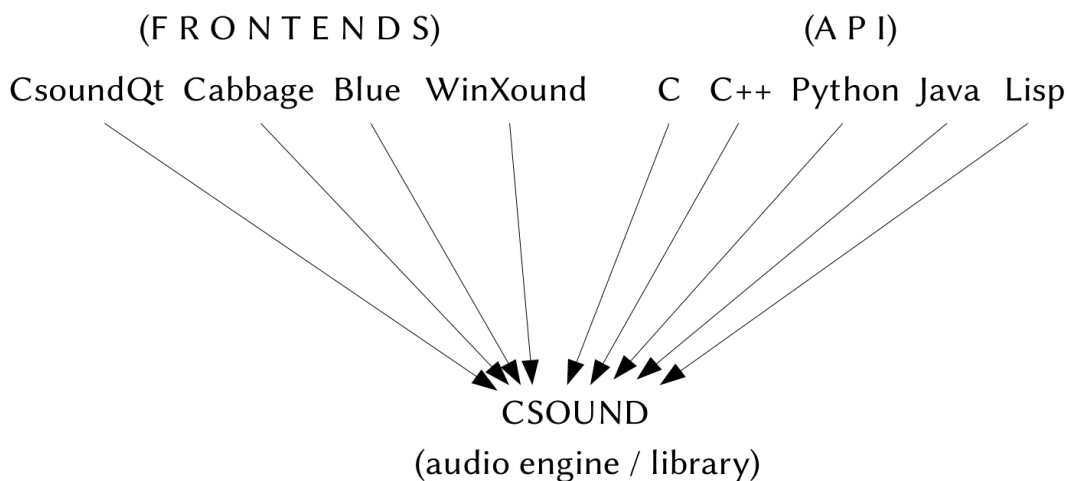 (F R O N T E N D S) (A P I)
CsoundQt Cabbage Blue WinXound C C++ Python Java Lisp
CSOUND
(audio engine / library)